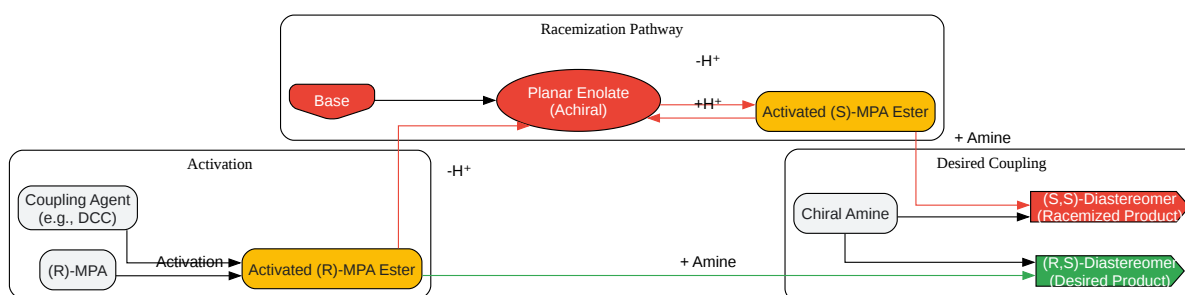 Racemization Pathway
-H⁺
Base
Planar Enolate
(Achiral)
+H⁺
Activated (S)-MPA Ester
+ Amine
Activation
-H⁺
Desired Coupling
Coupling Agent
(e.g., DCC)
Chiral Amine
(S,S)-Diastereomer
(Racemized Product)
(R)-MPA
Activation
Activated (R)-MPA Ester
+ Amine
(R,S)-Diastereomer
(Desired Product)